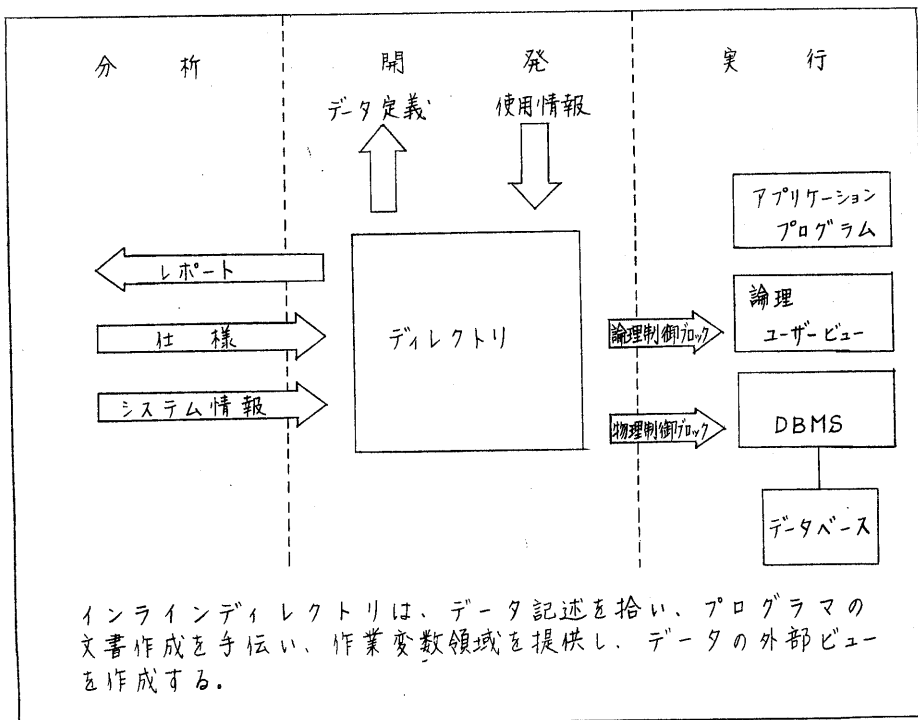 分析
開発
実行
データ定義
使用情報
アプリケーション
プログラム
レポート
仕様
システム情報
ディレクトリ
論理制御ブロック
物理制御ブロック
論理
ユーザービュー
DBMS
データベース
インラインディレクトリは、データ記述を拾い、プログラマの
文書作成を手伝い、作業変数領域を提供し、データの外部ビュー
を作成する。